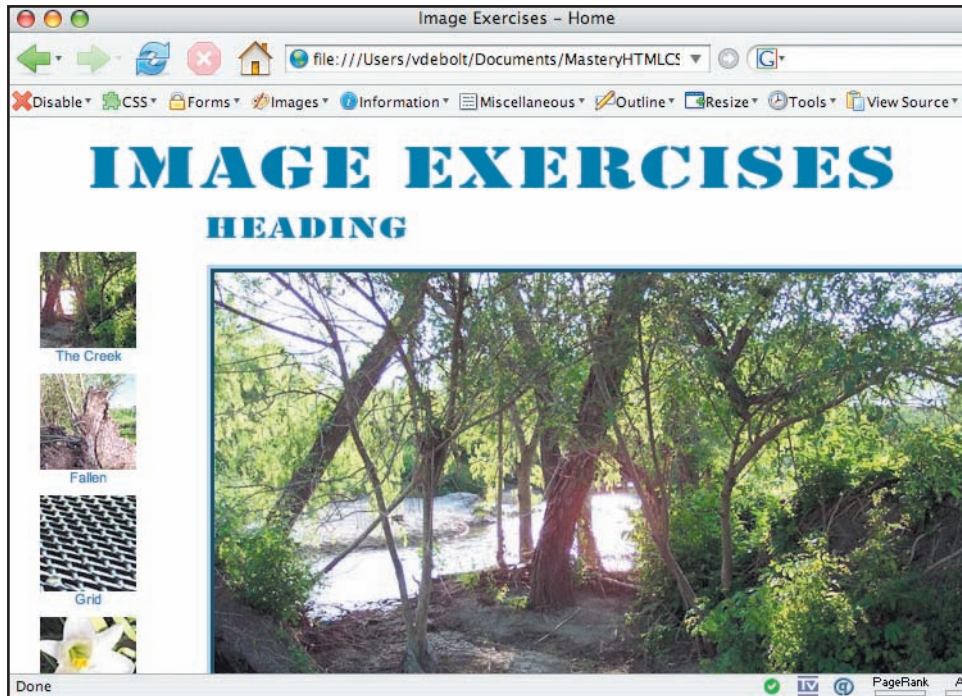 Image Exercises – Home
file:///Users/vdebolt/Documents/MasteryHTMLCS
G
Disable CSS Forms Images Information Miscellaneous Outline Resize Tools View Source
IMAGE EXERCISES
HEADING
The Creek
Fallen
Grid
Done
TV @ PageRank A